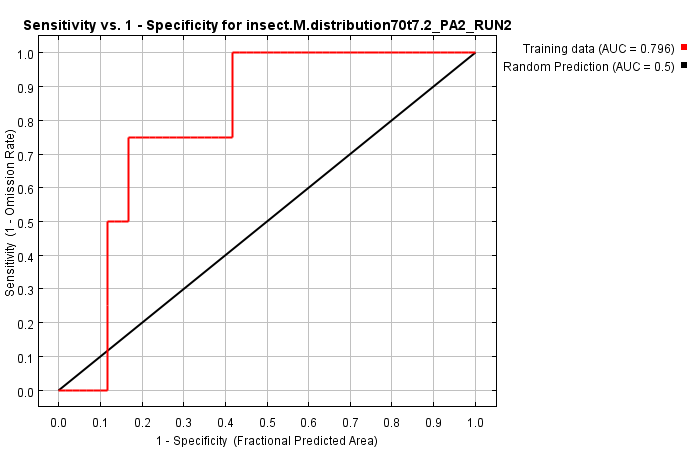 Sensitivity vs. 1 - Specificity for insect.M.distribution70t7.2_PA2_RUN2
Training data (AUC = 0.796)
Random Prediction (AUC = 0.5)
Sensitivity (1 - Omission Rate)
1.0
0.9
0.8
0.7
0.6
0.5
0.4
0.3
0.2
0.1
0.0
0.0 0.1 0.2 0.3 0.4 0.5 0.6 0.7 0.8 0.9 1.0
1 - Specificity (Fractional Predicted Area)